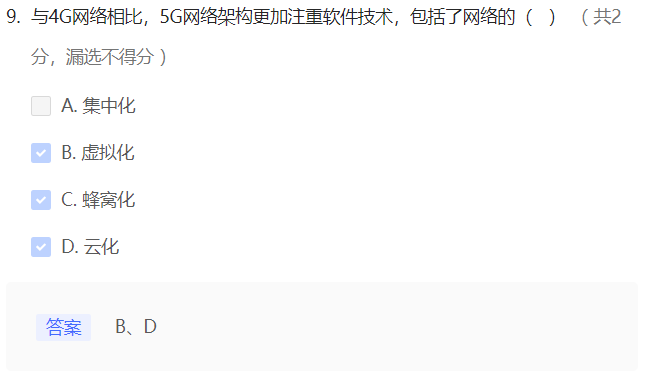 9. 与4G网络相比，5G网络架构更加注重软件技术，包括了网络的（ ）（ 共2
分，漏选不得分 ）
A. 集中化
B. 虚拟化
C. 蜂窝化
D. 云化
答案 B、D